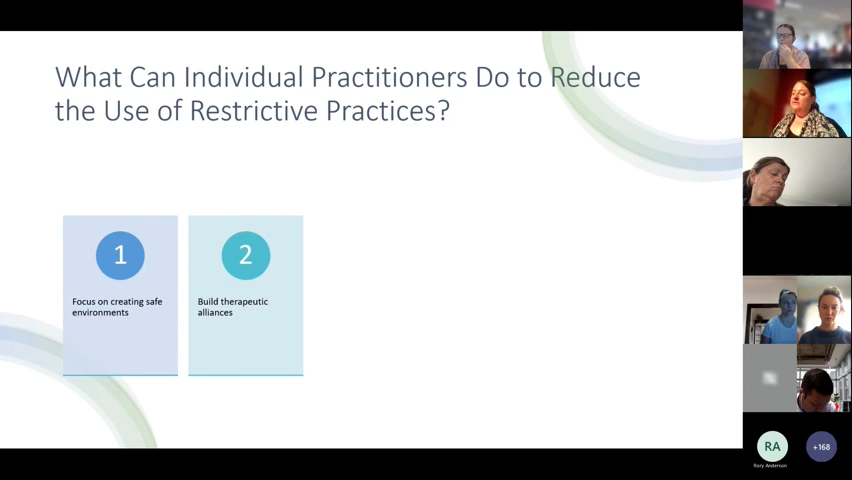 What Can Individual Practitioners Do to Reduce
the Use of Restrictive Practices?
1
Focus on creating safe
environments
2
Build therapeutic
alliances
RA
Rory Anderson
+168